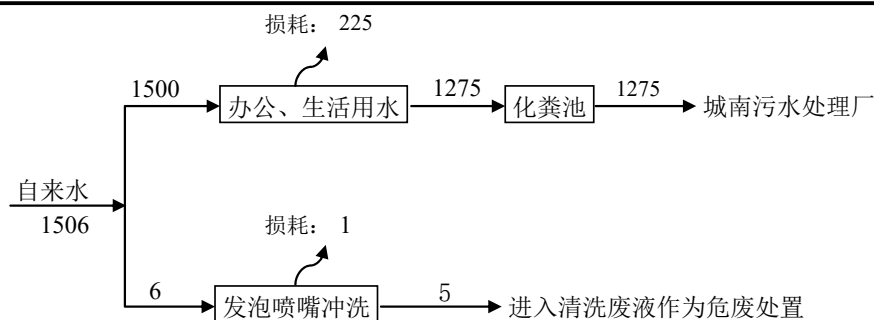 损耗： 225
1500
办公、生活用水
1275
化粪池
1275
城南污水处理厂
自来水
1506
损耗： 1
6
发泡喷嘴冲洗
5
进入清洗废液作为危废处置